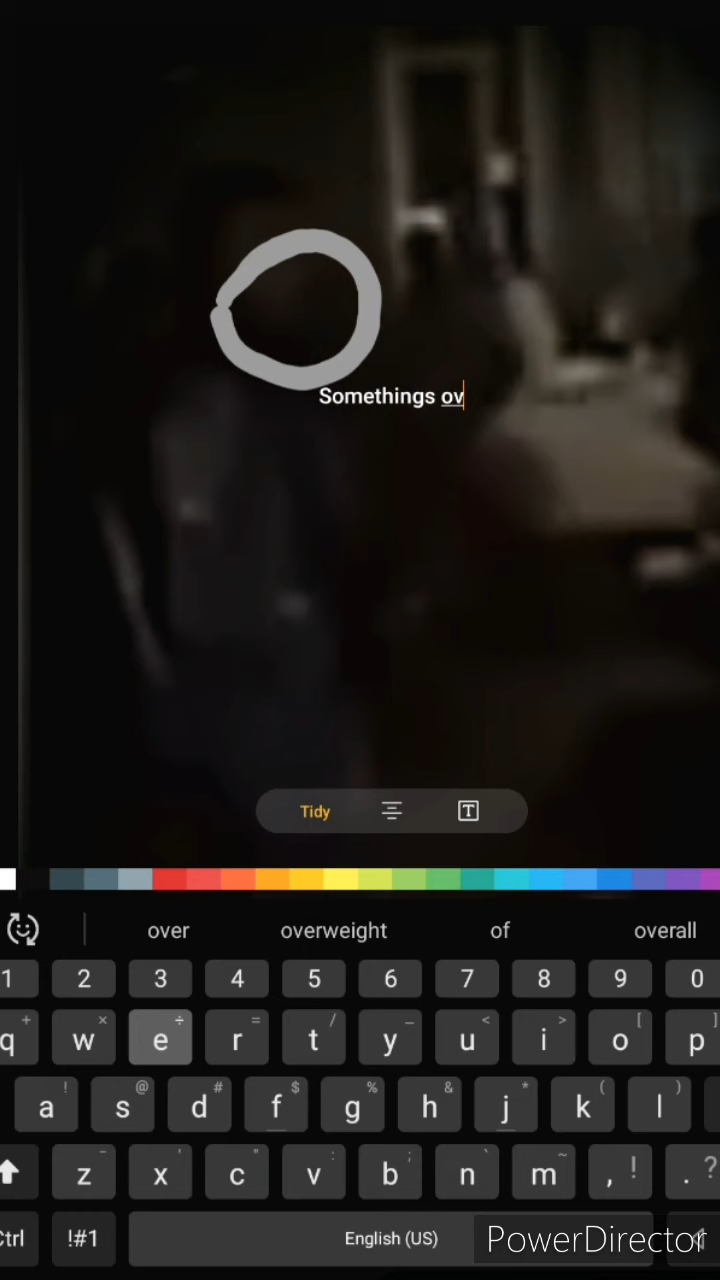 Somethings ov
Tidy
T
over overweight of overall
1 2 3 4 5 6 7 8 9 0
+ × ÷ = / _ < > [ ]
q w e r t y u i o p
! @ # $ % & * ( )
a s d f g h j k l
- ' " : ; ` ~ ! ?
z x c v b n m , .
Ctrl !#1 English (US)
PowerDirector